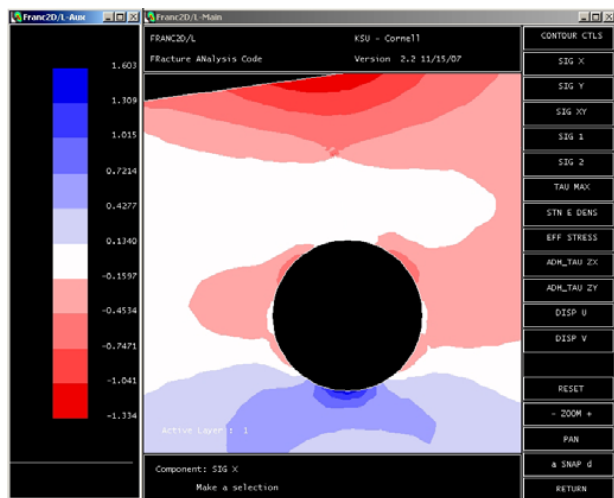 Franc2D/L-Aux
1.603
1.309
1.015
0.7214
0.4277
0.1340
-0.1597
-0.4534
-0.7471
-1.041
-1.334
Franc2D/L-Main
FRANC2D/L KSU - Cornell
FRacture ANalysis Code Version 2.2 11/15/07
Active Layer: 1
Component: SIG X
Make a selection
CONTOUR CTLS
SIG X
SIG Y
SIG XY
SIG 1
SIG 2
TAU MAX
STN E DENS
EFF STRESS
ADH_TAU ZX
ADH_TAU ZY
DISP U
DISP V
RESET
- ZOOM +
PAN
a SNAP d
RETURN